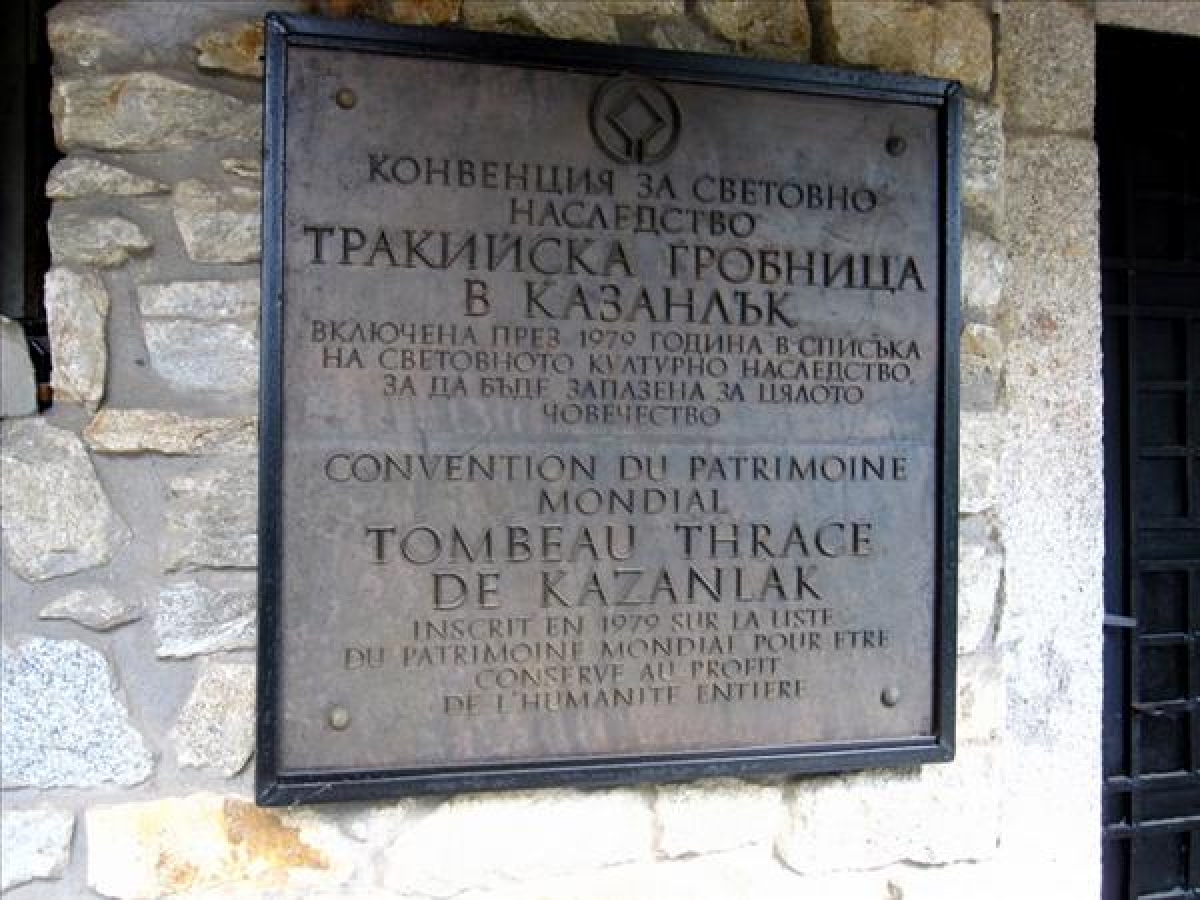 КОНВЕНЦИЯ ЗА СВЕТОВНО
НАСЛЕДСТВО
ТРАКИЙСКА ГРОБНИЦА
В КАЗАНЛЪК
ВКЛЮЧЕНА ПРЕЗ 1979 ГОДИНА В СПИСЪКА
НА СВЕТОВНОТО КУЛТУРНО НАСЛЕДСТВО,
ЗА ДА БЪДЕ ЗАПАЗЕНА ЗА ЦЯЛОТО
ЧОВЕЧЕСТВО
CONVENTION DU PATRIMOINE
MONDIAL
TOMBEAU THRACE
DE KAZANLAK
INSCRIT EN 1979 SUR LA LISTE
DU PATRIMOINE MONDIAL POUR ETRE
CONSERVE AU PROFIT
DE L'HUMANITE ENTIERE